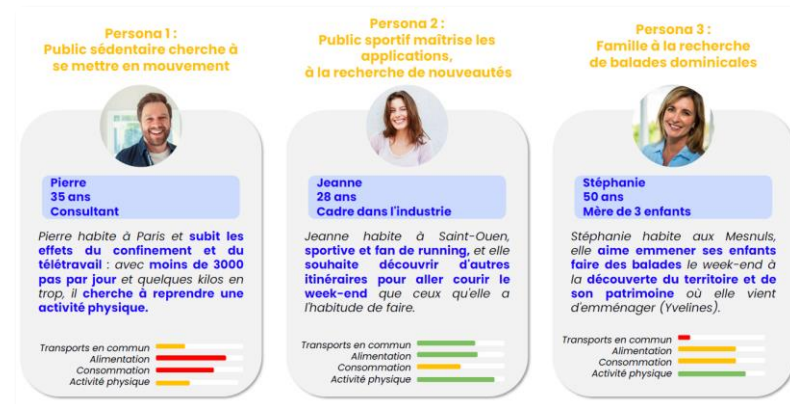 Persona 1 :
Public sédentaire cherche à
se mettre en mouvement
Pierre
35 ans
Consultant
Pierre habite à Paris et subit les
effets du confinement et du
télétravail : avec moins de 3000
pas par jour et quelques kilos en
trop, il cherche à reprendre une
activité physique.
Transports en commun
Alimentation
Consommation
Activité physique
Persona 2 :
Public sportif maîtrise les
applications,
à la recherche de nouveautés
Jeanne
28 ans
Cadre dans l'industrie
Jeanne habite à Saint-Ouen,
sportive et fan de running, et elle
souhaite découvrir d'autres
itinéraires pour aller courir le
week-end que ceux qu'elle a
l'habitude de faire.
Transports en commun
Alimentation
Consommation
Activité physique
Persona 3 :
Famille à la recherche
de balades dominicales
Stéphanie
50 ans
Mère de 3 enfants
Stéphanie habite aux Mesnuls,
elle aime emmener ses enfants
faire des balades le week-end à
la découverte du territoire et de
son patrimoine où elle vient
d'emménager (Yvelines).
Transports en commun
Alimentation
Consommation
Activité physique